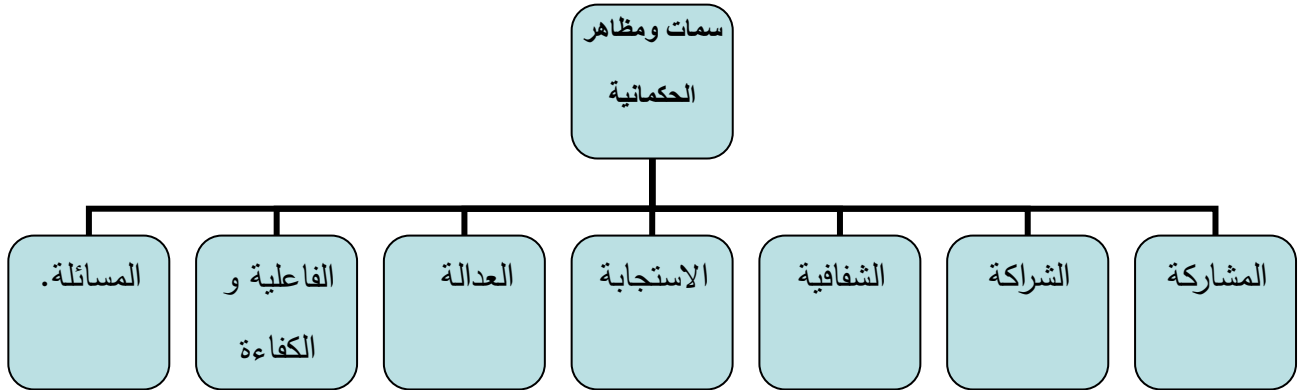 سمات ومظاهر
الحكمانية
المشاركة
الشراكة
الشفافية
الاستجابة
العدالة
الفاعلية و
الكفاءة
المسائلة.